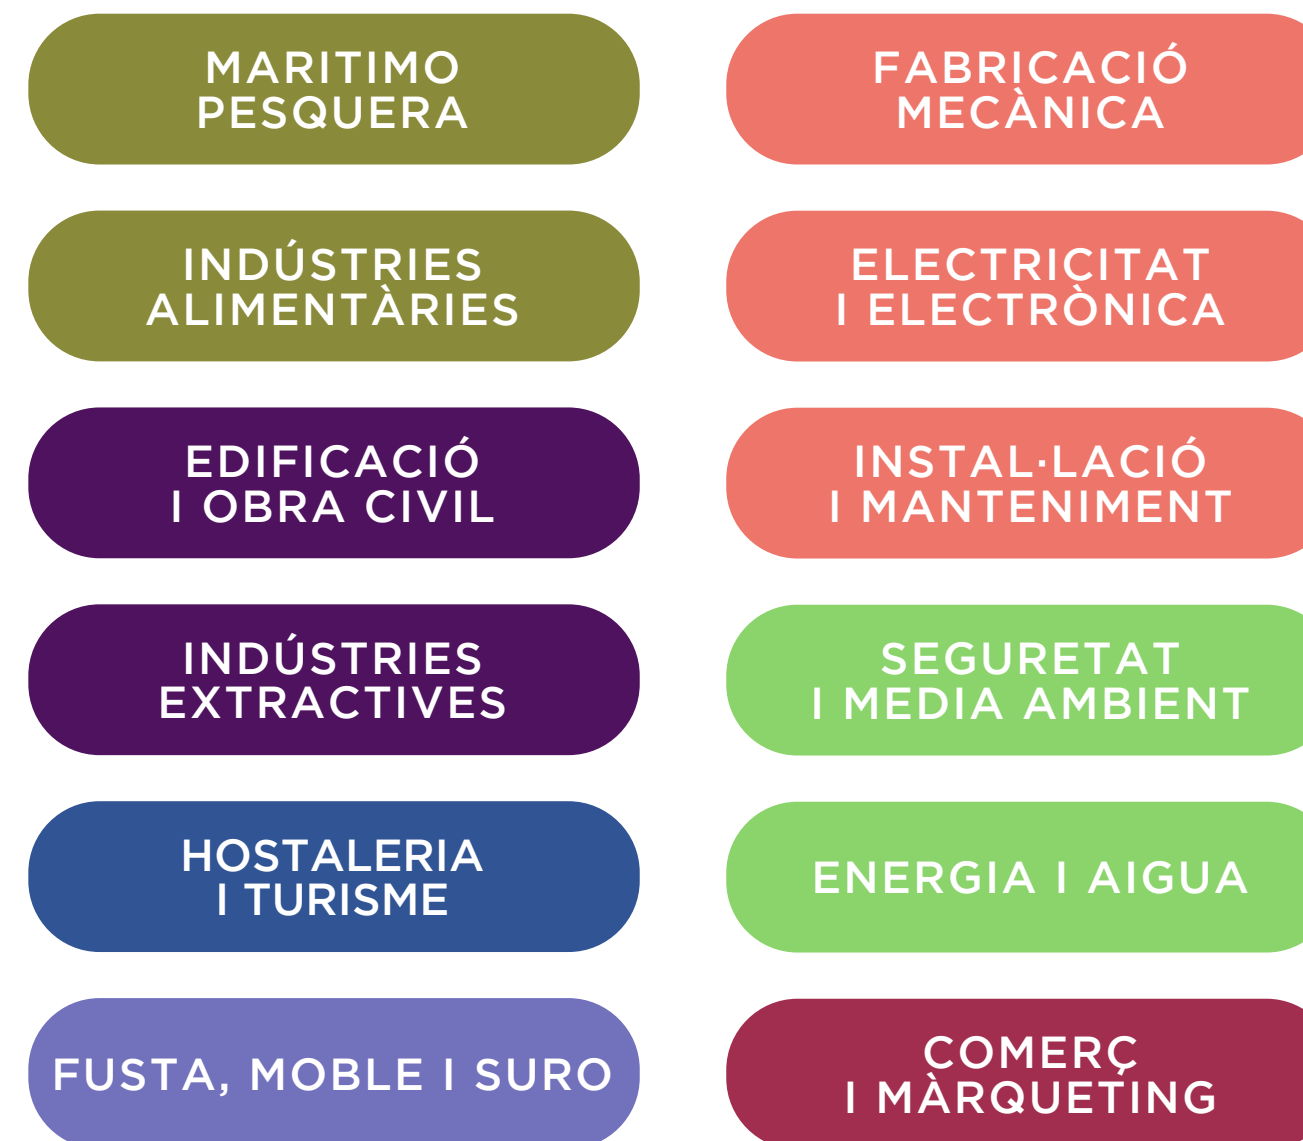 MARITIMO
PESQUERA
FABRICACIÓ
MECÀNICA
INDÚSTRIES
ALIMENTÀRIES
ELECTRICITAT
I ELECTRÒNICA
EDIFICACIÓ
I OBRA CIVIL
INSTAL·LACIÓ
I MANTENIMENT
INDÚSTRIES
EXTRACTIVES
SEGURETAT
I MEDIA AMBIENT
HOSTALERIA
I TURISME
ENERGIA I AIGUA
FUSTA, MOBLE I SURO
COMERÇ
I MÀRQUETING